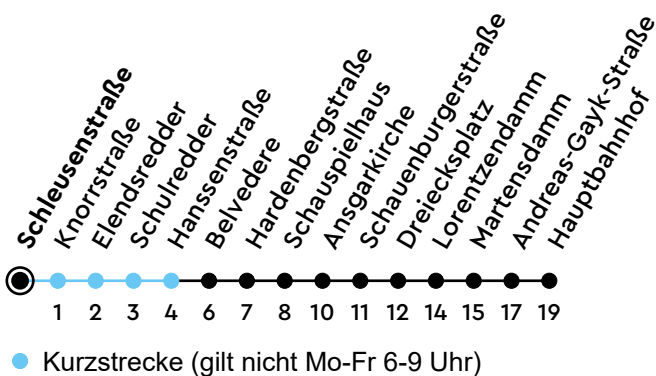 Schleusenstraße
Knorrstraße
Elendsredder
Schulredder
Hanssenstraße
Belvedere
Hardenbergstraße
Schauspielhaus
Ansgarkirche
Schauenburgerstraße
Dreiecksplatz
Lorentzendamm
Martensdamm
Andreas-Gayk-Straße
Hauptbahnhof
1 2 3 4 6 7 8 10 11 12 14 15 17 19
Kurzstrecke (gilt nicht Mo-Fr 6-9 Uhr)